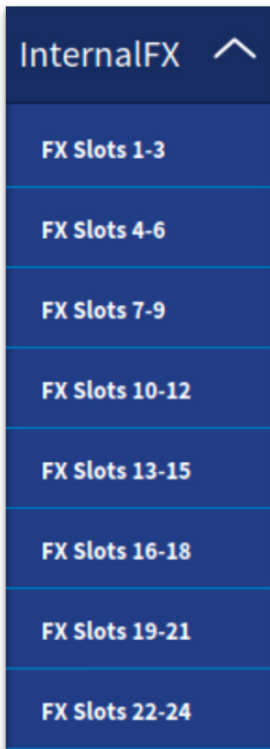 InternalFX
FX Slots 1-3
FX Slots 4-6
FX Slots 7-9
FX Slots 10-12
FX Slots 13-15
FX Slots 16-18
FX Slots 19-21
FX Slots 22-24